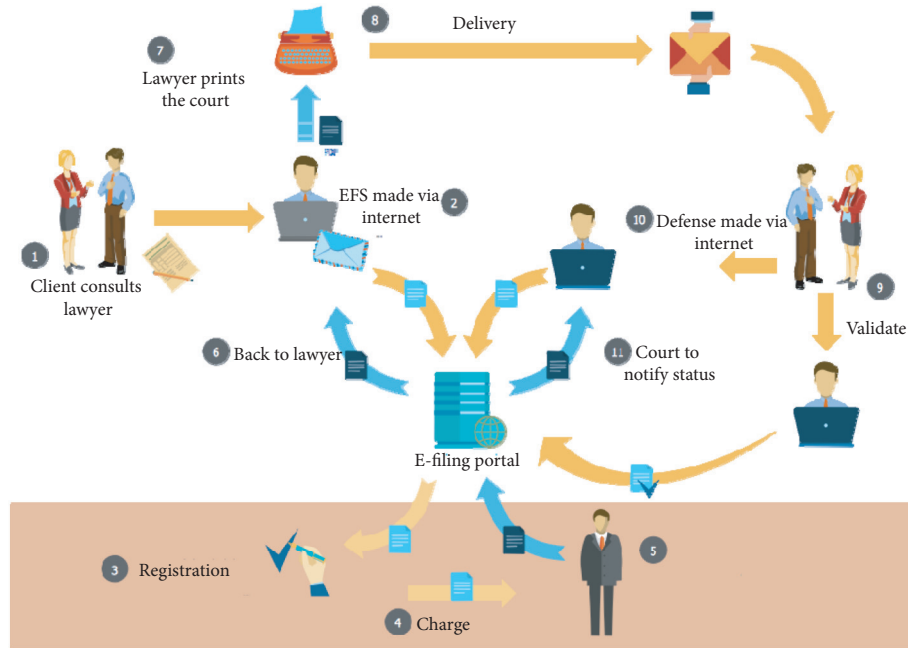 8
Delivery
7
Lawyer prints
the court
EFS made via
internet
2
10
Defense made via
internet
1
Client consults
lawyer
9
Validate
6
Back to lawyer
11
Court to
notify status
E-filing portal
3
Registration
5
4
Charge